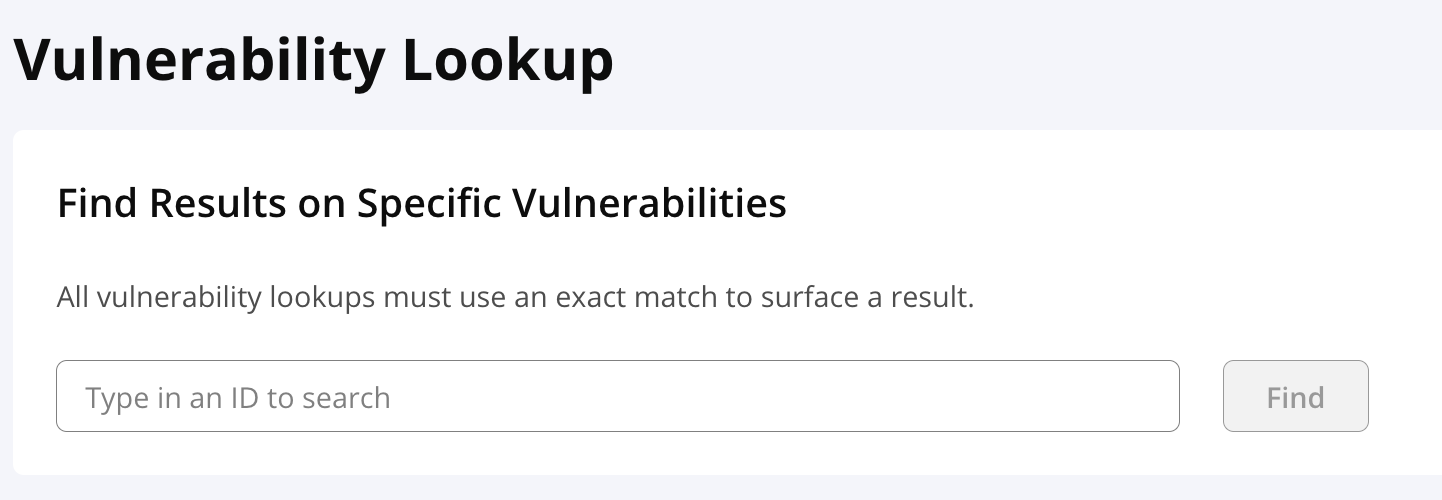 Vulnerability Lookup
Find Results on Specific Vulnerabilities
All vulnerability lookups must use an exact match to surface a result.
Type in an ID to search
Find